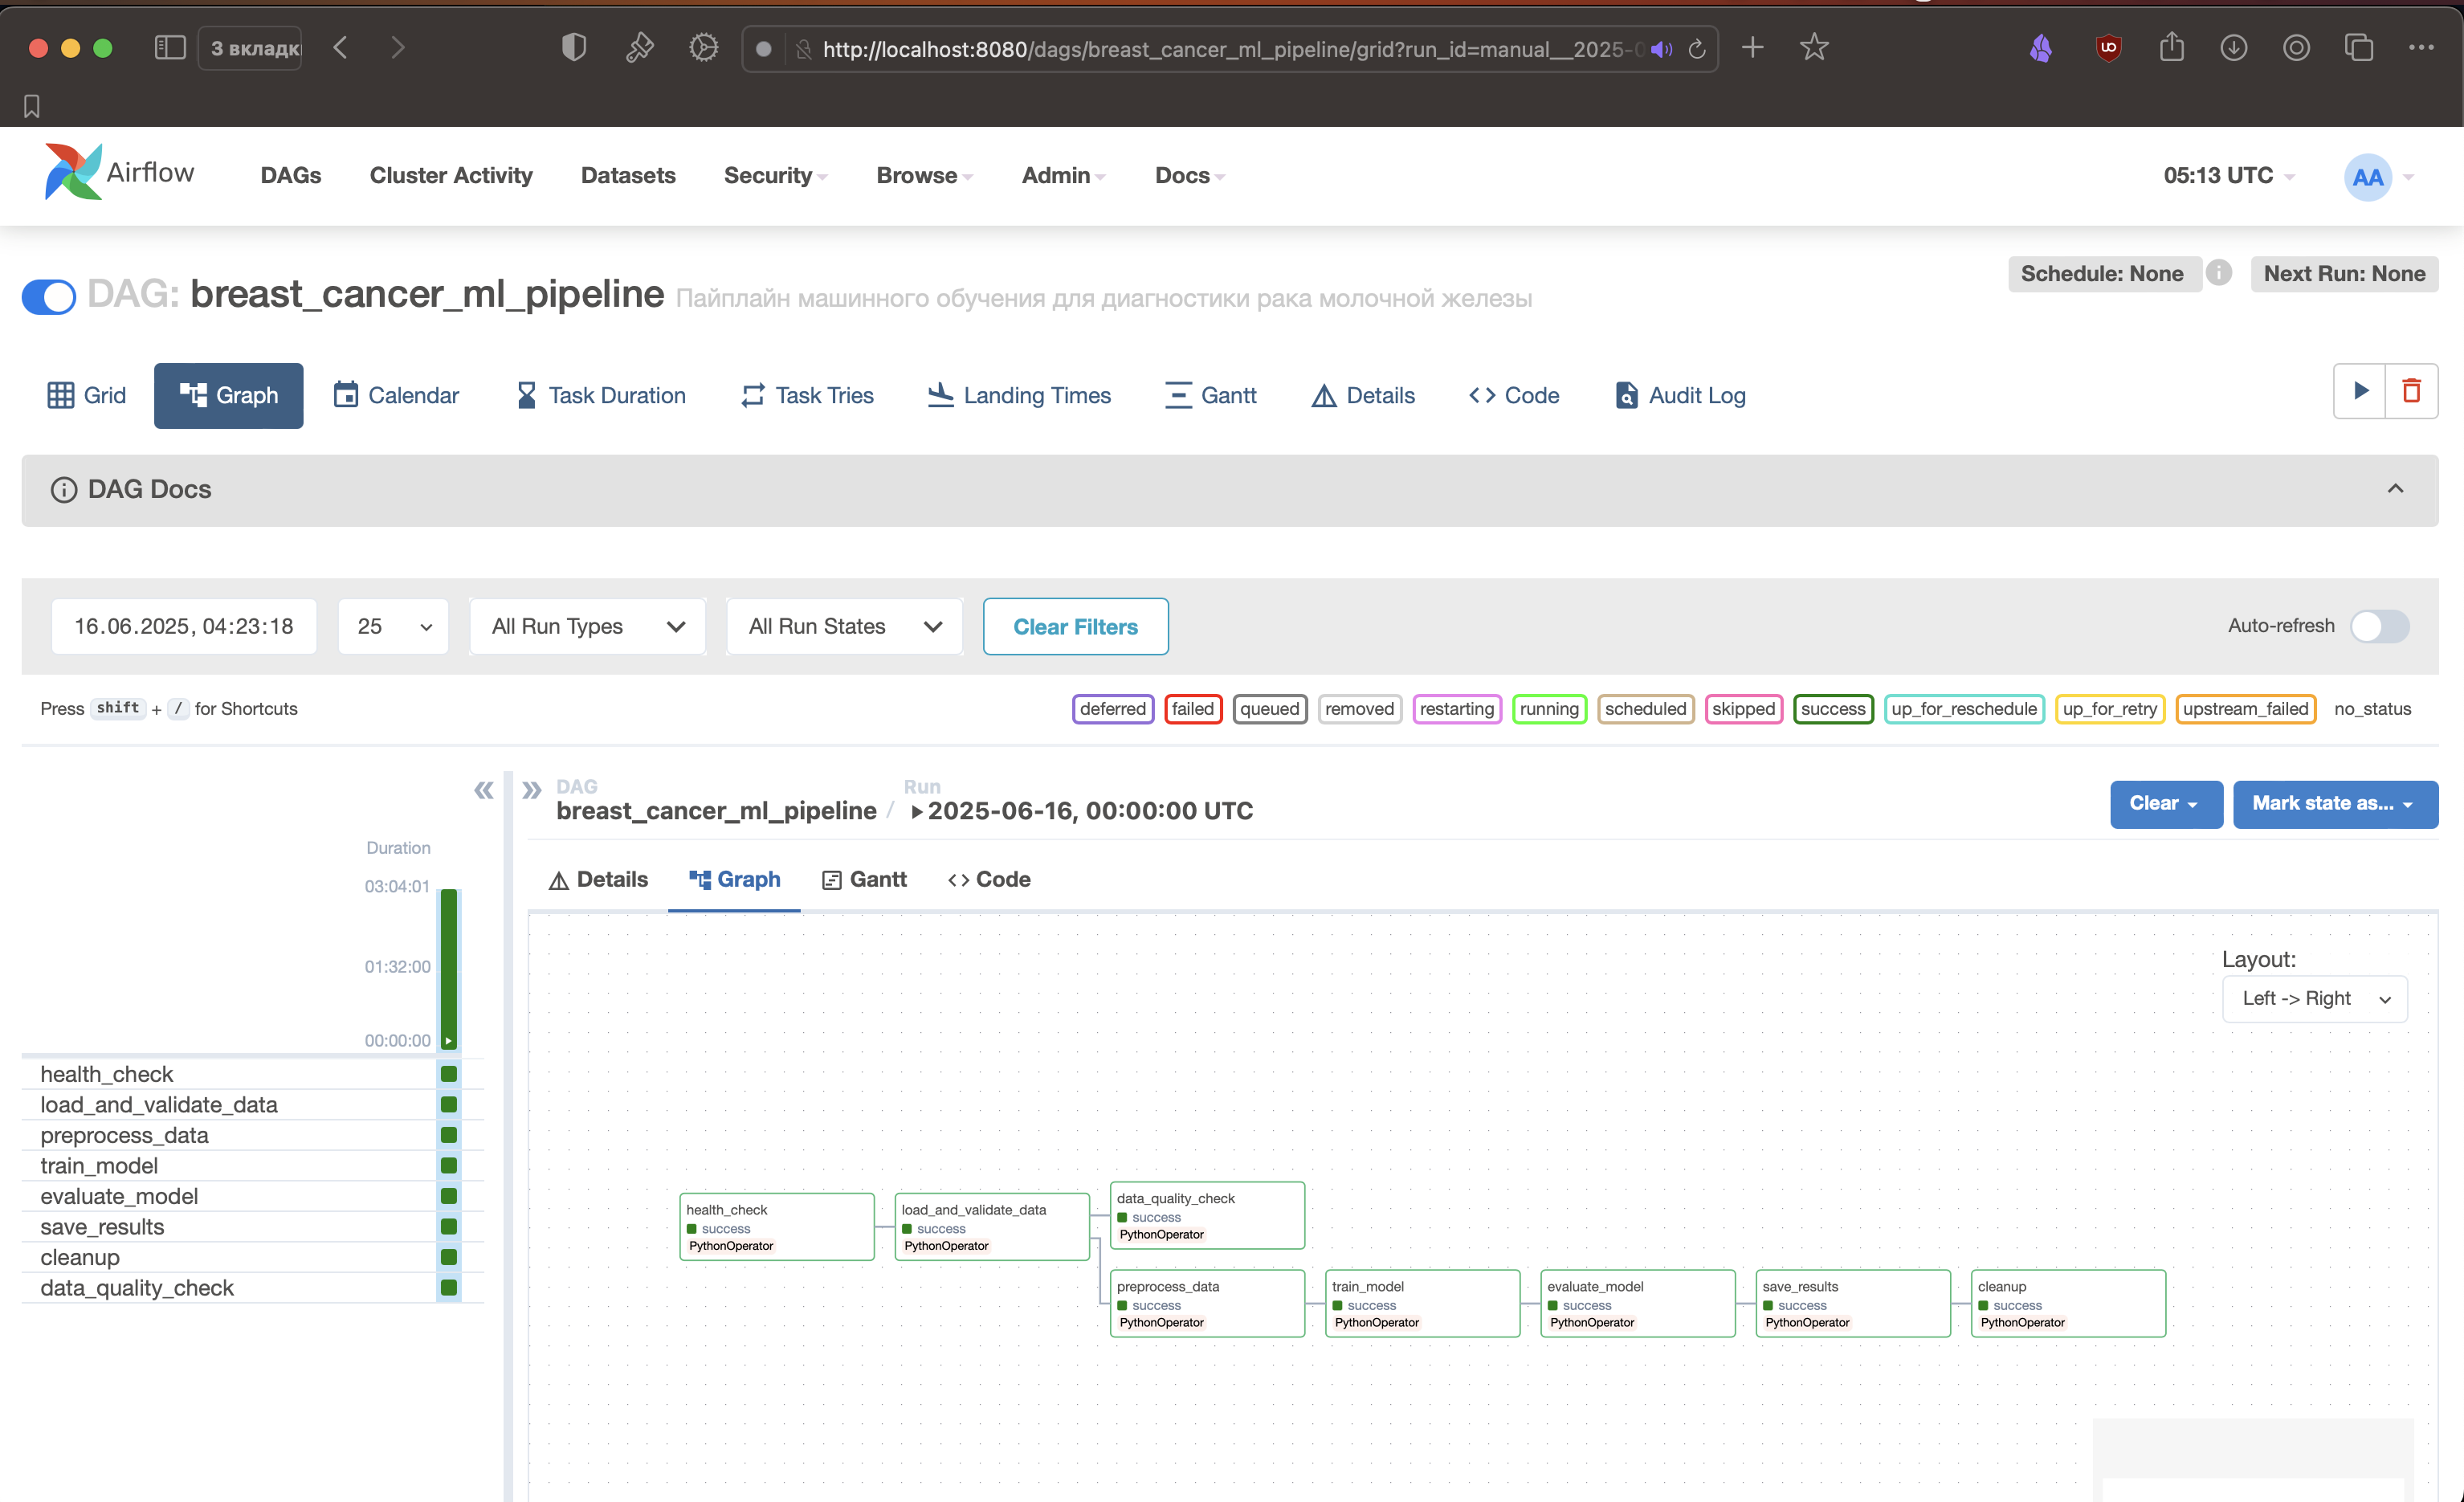 3 вкладк
http://localhost:8080/dags/breast_cancer_ml_pipeline/grid?run_id=manual__2025-0
Airflow DAGs Cluster Activity Datasets Security Browse Admin Docs 05:13 UTC AA
DAG: breast_cancer_ml_pipeline Пайплайн машинного обучения для диагностики рака молочной железы
Schedule: None Next Run: None
Grid Graph Calendar Task Duration Task Tries Landing Times Gantt Details Code Audit Log
DAG Docs
16.06.2025, 04:23:18 25 All Run Types All Run States Clear Filters Auto-refresh
Press shift + / for Shortcuts
deferred failed queued removed restarting running scheduled skipped success up_for_reschedule up_for_retry upstream_failed no_status
DAG
breast_cancer_ml_pipeline /
Run
2025-06-16, 00:00:00 UTC
Clear Mark state as...
Details Graph Gantt Code
Duration
03:04:01
01:32:00
00:00:00
health_check
load_and_validate_data
preprocess_data
train_model
evaluate_model
save_results
cleanup
data_quality_check
Layout:
Left -> Right
health_check
success
PythonOperator
load_and_validate_data
success
PythonOperator
data_quality_check
success
PythonOperator
preprocess_data
success
PythonOperator
train_model
success
PythonOperator
evaluate_model
success
PythonOperator
save_results
success
PythonOperator
cleanup
success
PythonOperator